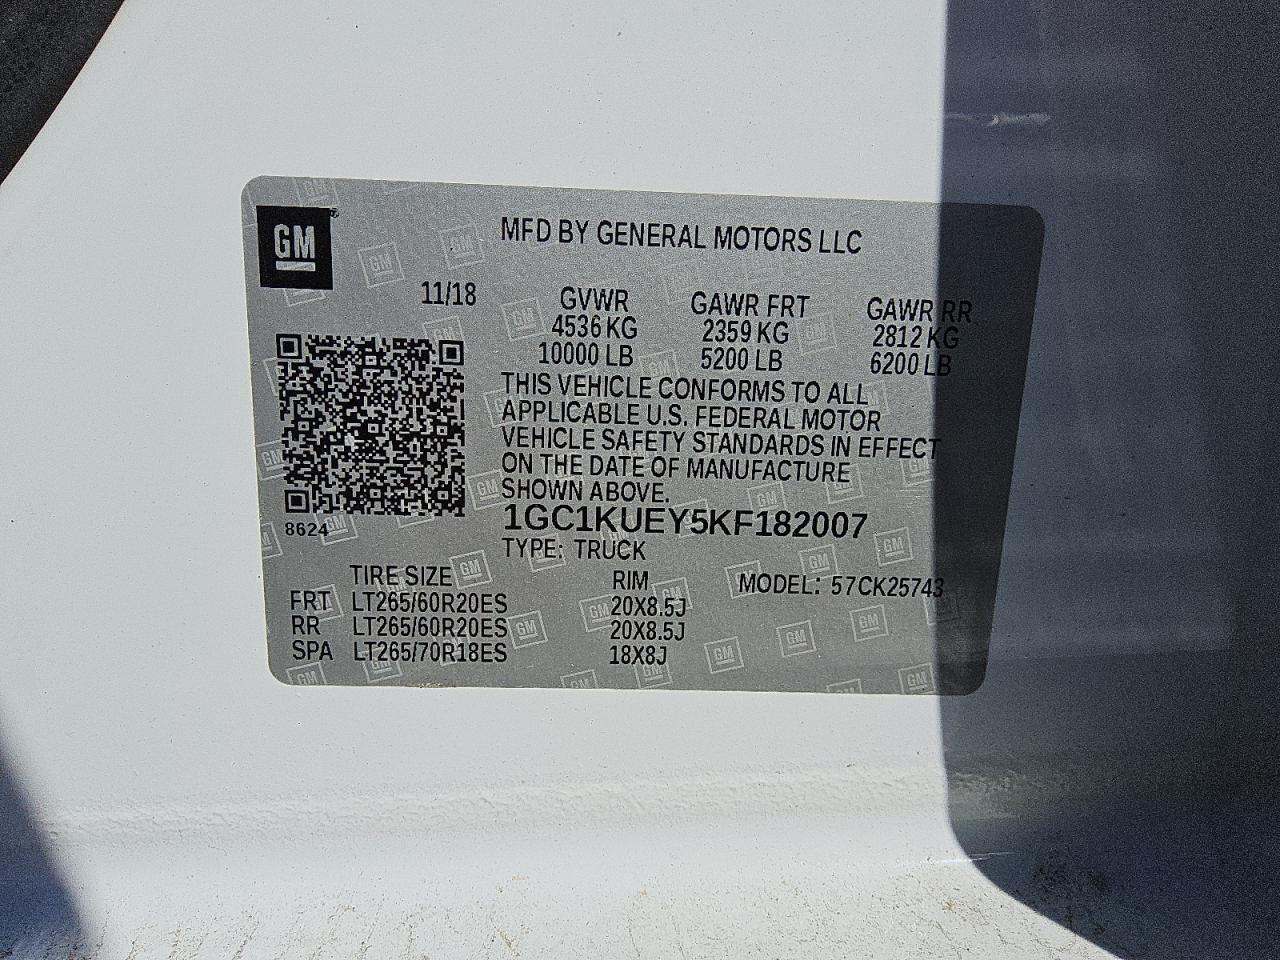 GM
MFD BY GENERAL MOTORS LLC
11/18 GVWR GAWR FRT GAWR RR
4536 KG 2359 KG 2812 KG
10000 LB 5200 LB 6200 LB
THIS VEHICLE CONFORMS TO ALL
APPLICABLE U.S. FEDERAL MOTOR
VEHICLE SAFETY STANDARDS IN EFFECT
ON THE DATE OF MANUFACTURE
SHOWN ABOVE.
1GC1KUEY5KF182007
8624
TYPE: TRUCK
TIRE SIZE RIM MODEL: 57CK25743
FRT LT265/60R20ES 20X8.5J
RR LT265/60R20ES 20X8.5J
SPA LT265/70R18ES 18X8J